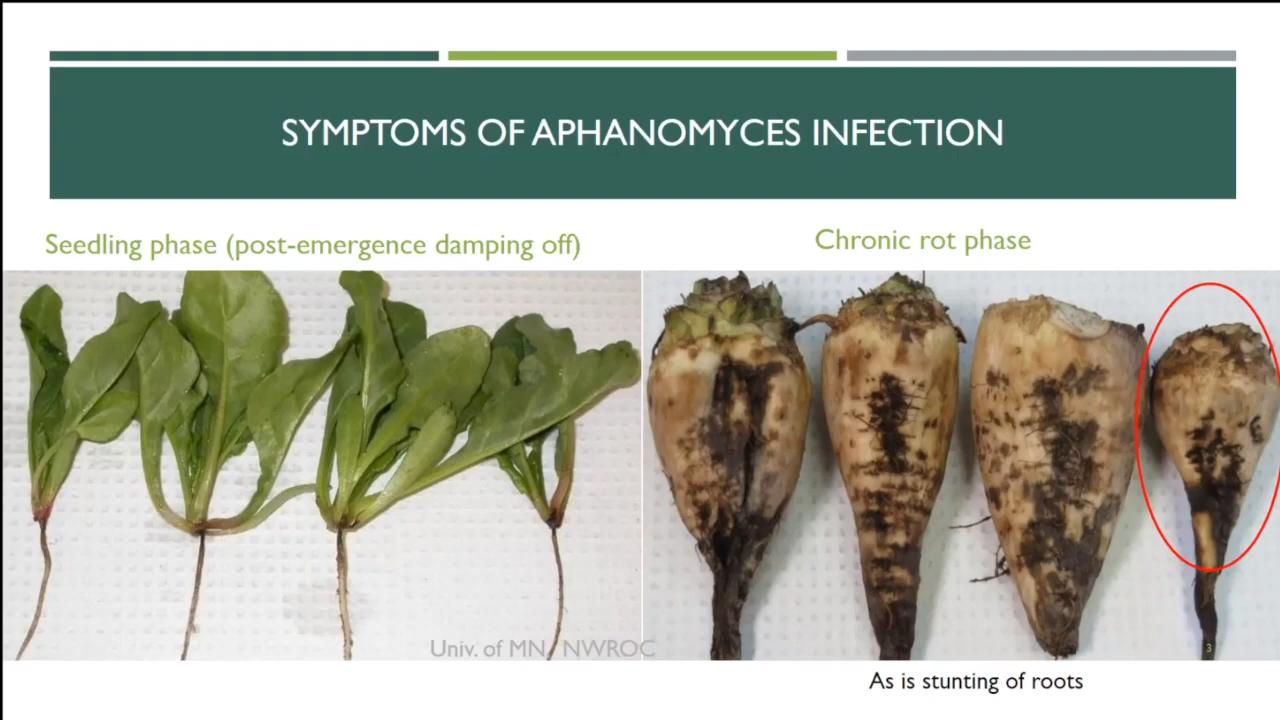 SYMPTOMS OF APHANOMYCES INFECTION
Seedling phase (post-emergence damping off)
Chronic rot phase
Univ. of MN, NWROC
3
As is stunting of roots